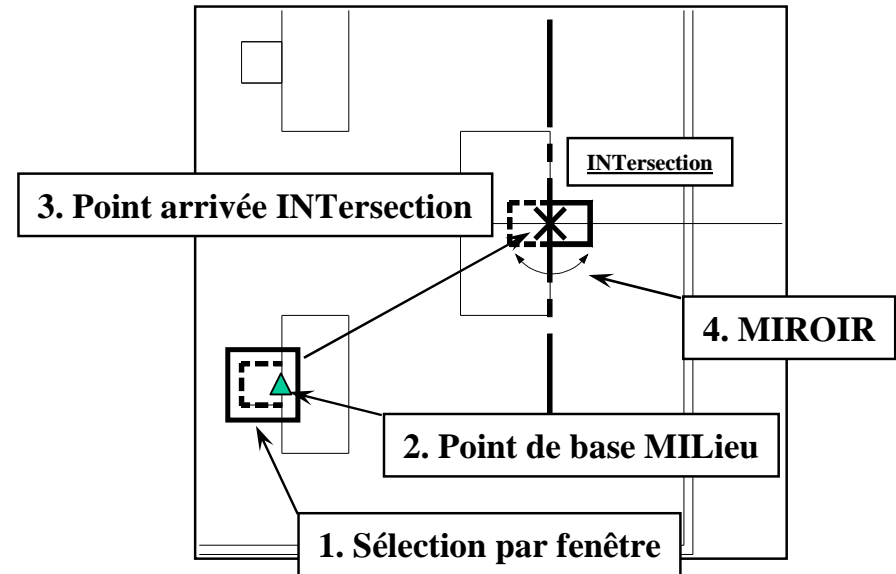 INTersection
3. Point arrivée INTersection
4. MIROIR
2. Point de base MILieu
1. Sélection par fenêtre